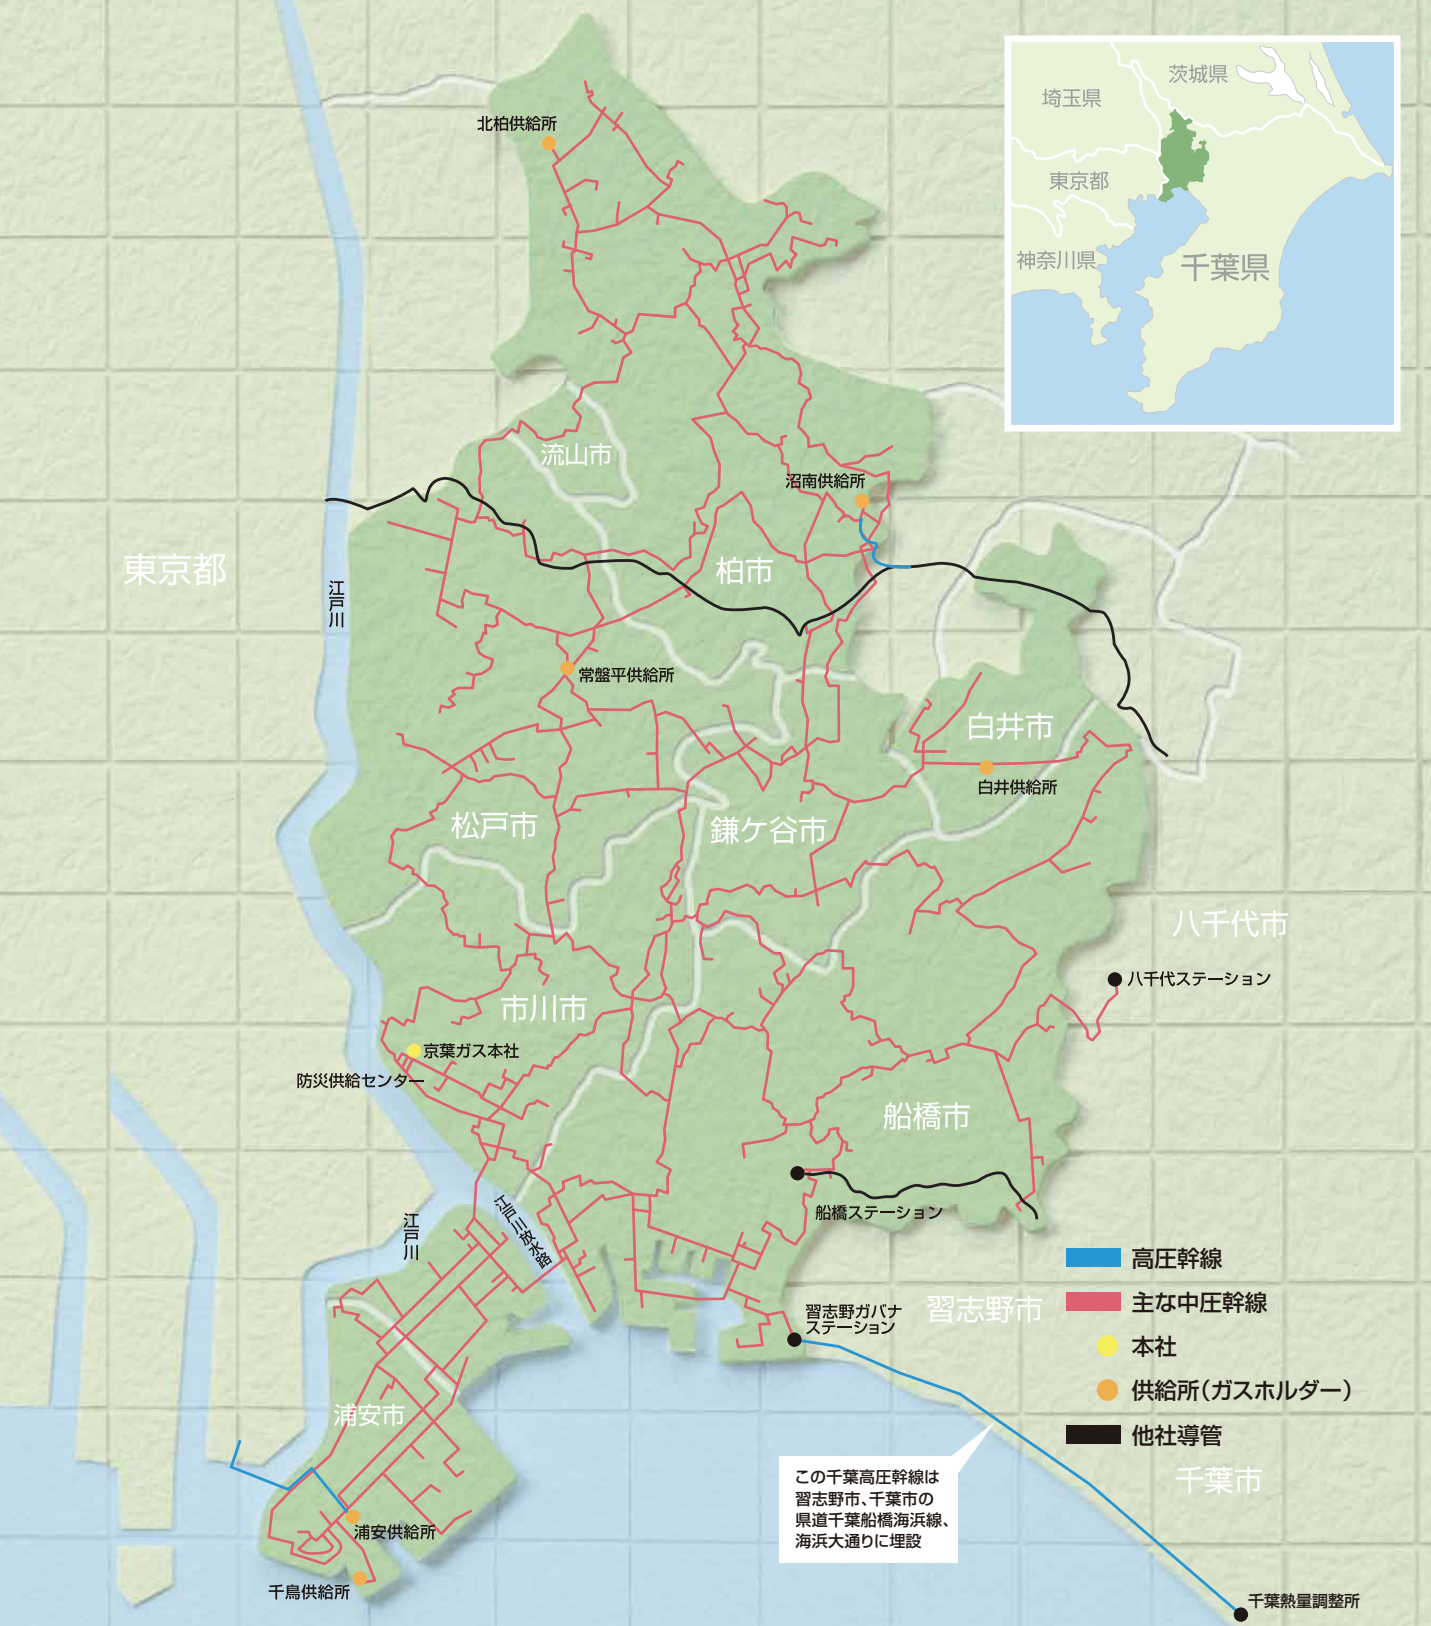 茨城県
埼玉県
東京都
神奈川県
千葉県
北柏供給所
流山市
沼南供給所
東京都
江戸川
柏市
常盤平供給所
白井市
白井供給所
松戸市
鎌ケ谷市
八千代市
八千代ステーション
市川市
京葉ガス本社
防災供給センター
船橋市
船橋ステーション
江戸川
江戸川放水路
習志野ガバナ
ステーション
習志野市
高圧幹線
主な中圧幹線
本社
供給所（ガスホルダー）
他社導管
浦安市
千葉市
この千葉高圧幹線は
習志野市、千葉市の
県道千葉船橋海浜線、
海浜大通りに埋設
浦安供給所
千鳥供給所
千葉熱量調整所